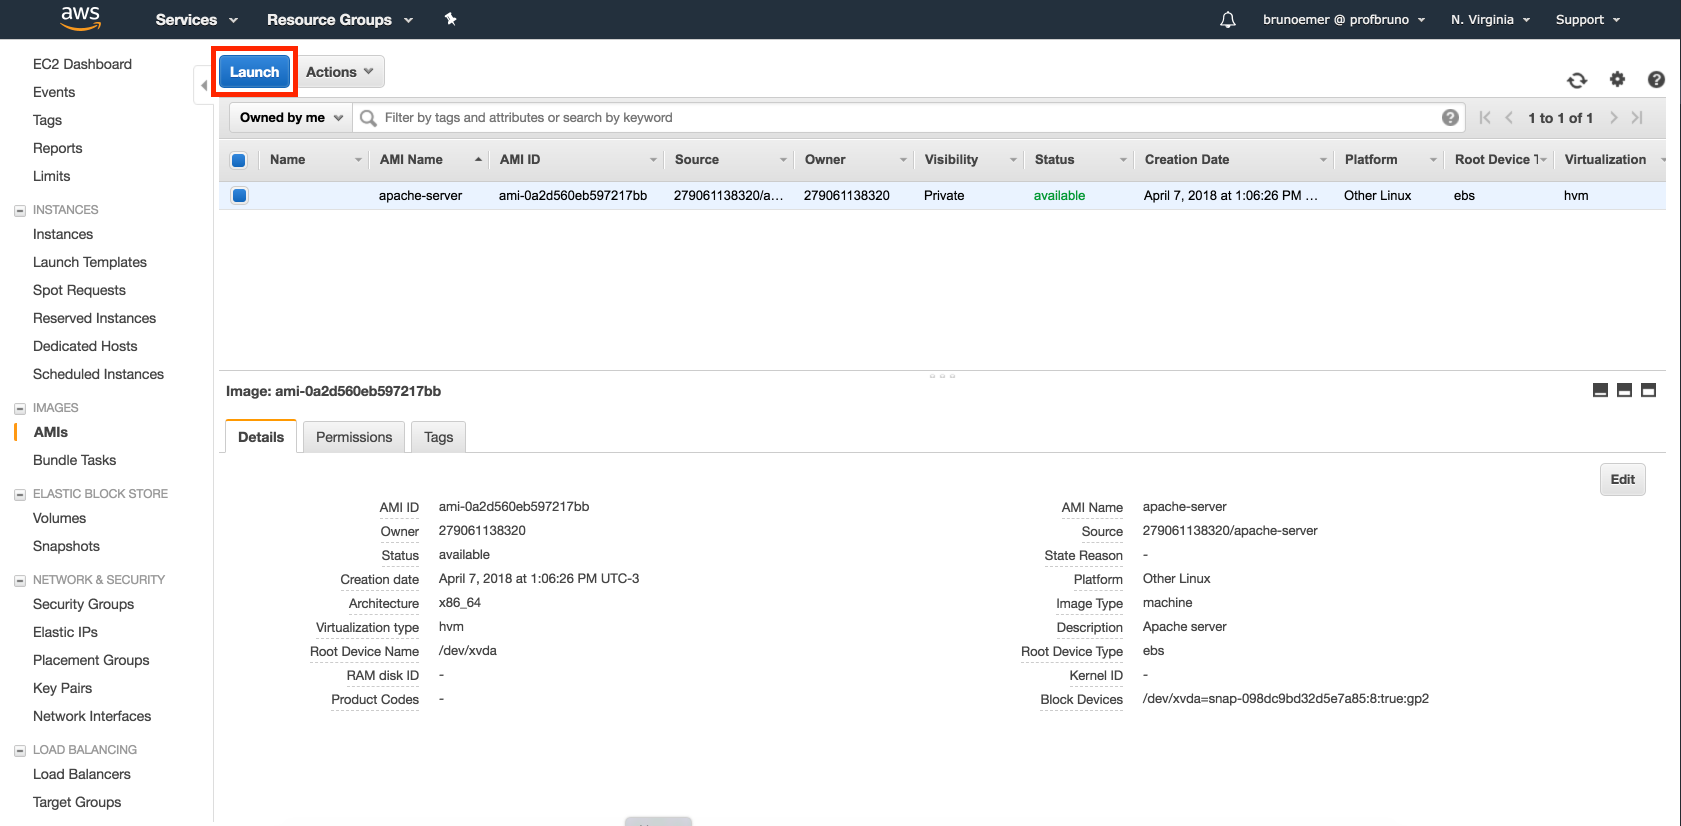 aws Services Resource Groups brunoemer @ profbruno N. Virginia Support
EC2 Dashboard
Events
Tags
Reports
Limits
INSTANCES
Instances
Launch Templates
Spot Requests
Reserved Instances
Dedicated Hosts
Scheduled Instances
IMAGES
AMIs
Bundle Tasks
ELASTIC BLOCK STORE
Volumes
Snapshots
NETWORK & SECURITY
Security Groups
Elastic IPs
Placement Groups
Key Pairs
Network Interfaces
LOAD BALANCING
Load Balancers
Target Groups
Launch Actions
Owned by me Filter by tags and attributes or search by keyword 1 to 1 of 1
Name AMI Name AMI ID Source Owner Visibility Status Creation Date Platform Root Device T Virtualization
apache-server ami-0a2d560eb597217bb 279061138320/a... 279061138320 Private available April 7, 2018 at 1:06:26 PM ... Other Linux ebs hvm
Image: ami-0a2d560eb597217bb
Details Permissions Tags
Edit
AMI ID ami-0a2d560eb597217bb AMI Name apache-server
Owner 279061138320 Source 279061138320/apache-server
Status available State Reason -
Creation date April 7, 2018 at 1:06:26 PM UTC-3 Platform Other Linux
Architecture x86_64 Image Type machine
Virtualization type hvm Description Apache server
Root Device Name /dev/xvda Root Device Type ebs
RAM disk ID - Kernel ID -
Product Codes - Block Devices /dev/xvda=snap-098dc9bd32d5e7a85:8:true:gp2